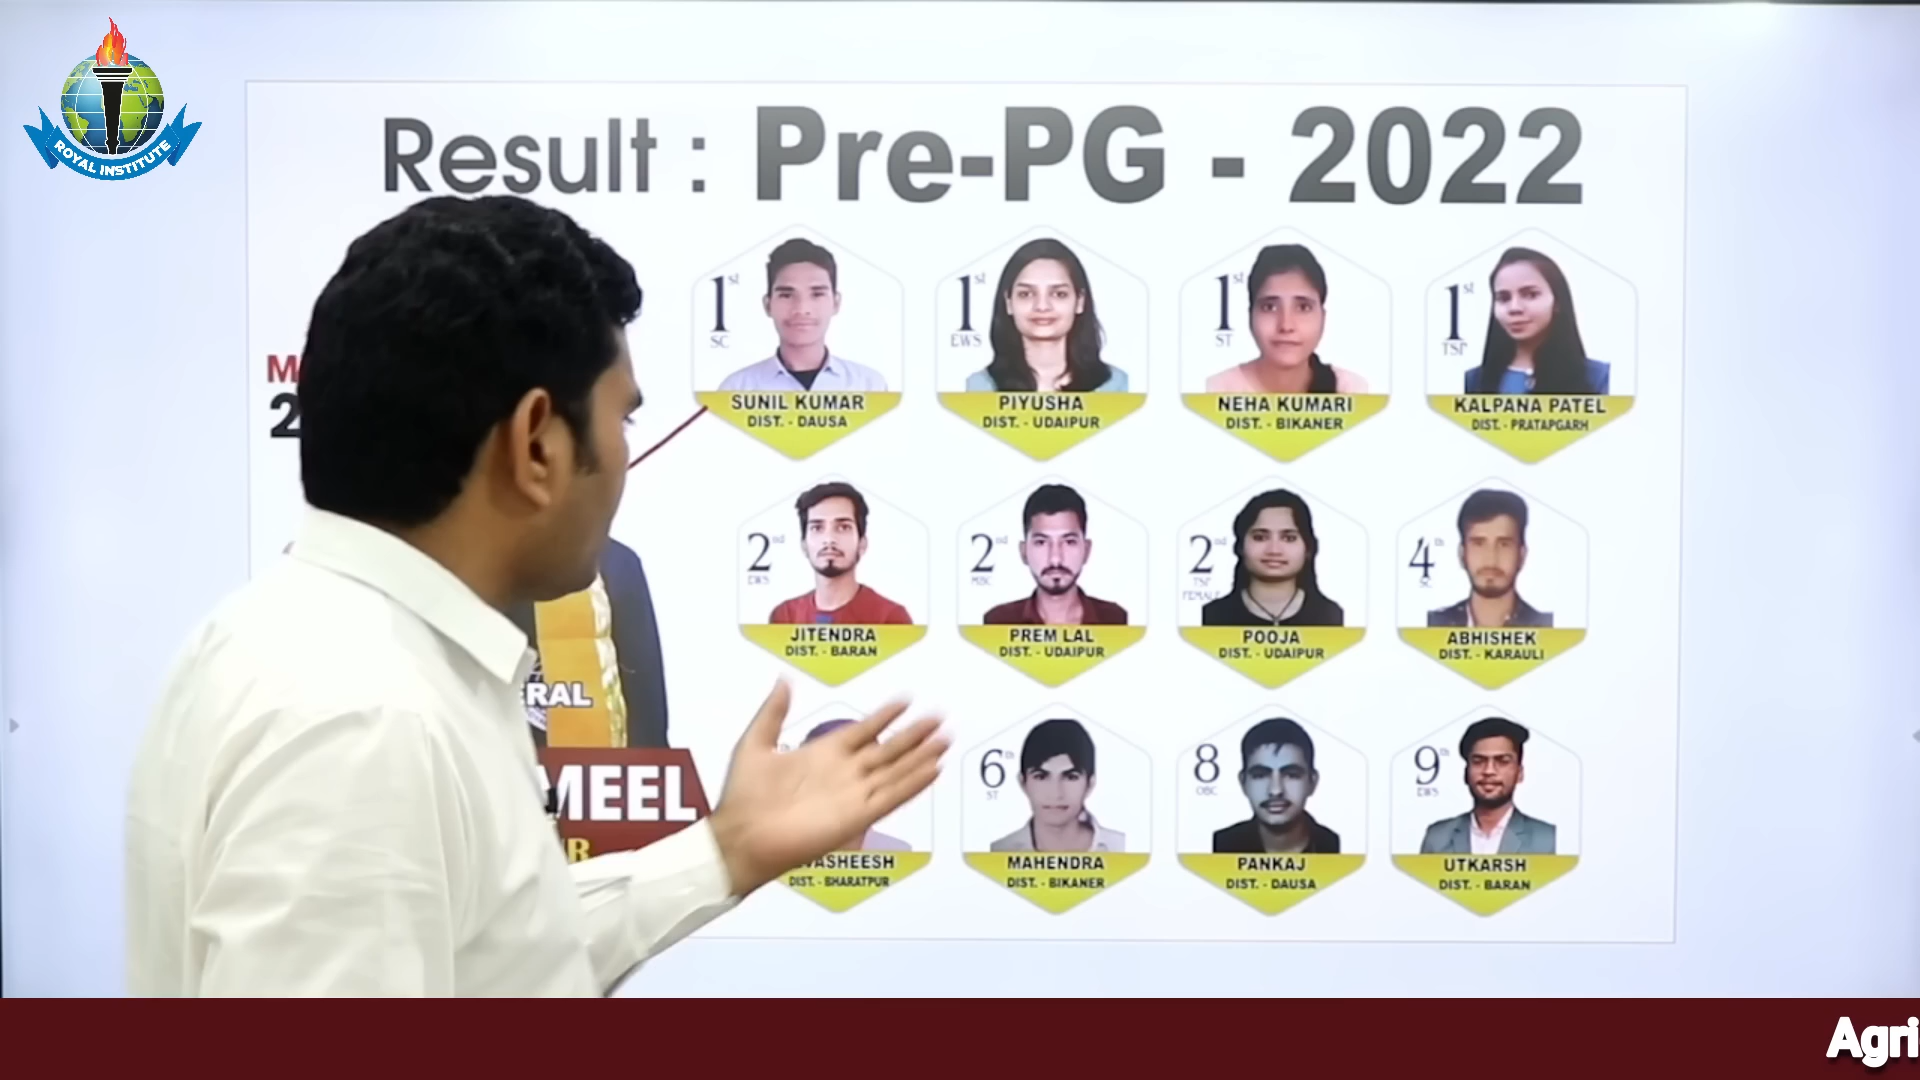 ROYAL INSTITUTE
Result : Pre-PG - 2022
1st
SC
SUNIL KUMAR
DIST. - DAUSA
1st
EWS
PIYUSHA
DIST. - UDAIPUR
1st
ST
NEHA KUMARI
DIST. - BIKANER
1st
TSP
KALPANA PATEL
DIST. - PRATAPGARH
M
2
2nd
EWS
JITENDRA
DIST. - BARAN
2nd
MBC
PREM LAL
DIST. - UDAIPUR
2nd
TSP
FEMALE
POOJA
DIST. - UDAIPUR
4th
SC
ABHISHEK
DIST. - KARAULI
ERAL
MEEL
R
VASHEESH
DIST. - BHARATPUR
6th
ST
MAHENDRA
DIST. - BIKANER
8
OBC
PANKAJ
DIST. - DAUSA
9th
EWS
UTKARSH
DIST. - BARAN
Agri